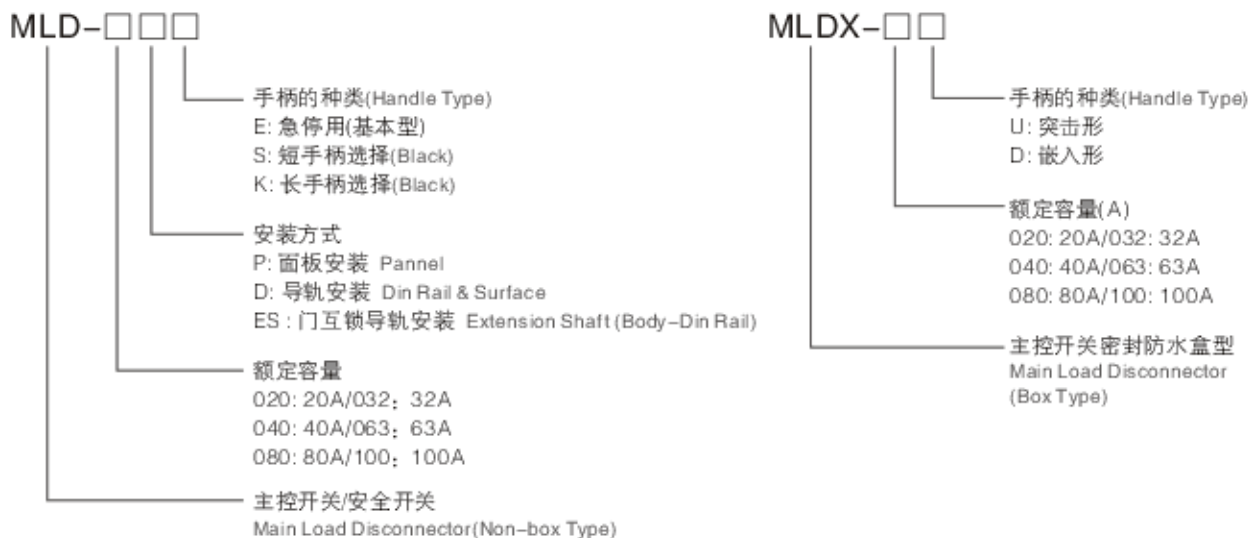 MLD-□□□
手柄的种类(Handle Type)
E: 急停用(基本型)
S: 短手柄选择(Black)
K: 长手柄选择(Black)
安装方式
P: 面板安装 Pannel
D: 导轨安装 Din Rail & Surface
ES : 门互锁导轨安装 Extension Shaft (Body-Din Rail)
额定容量
020: 20A/032: 32A
040: 40A/063: 63A
080: 80A/100: 100A
主控开关/安全开关
Main Load Disconnector(Non-box Type)
MLDX-□□
手柄的种类(Handle Type)
U: 突击形
D: 嵌入形
额定容量(A)
020: 20A/032: 32A
040: 40A/063: 63A
080: 80A/100: 100A
主控开关密封防水盒型
Main Load Disconnector
(Box Type)